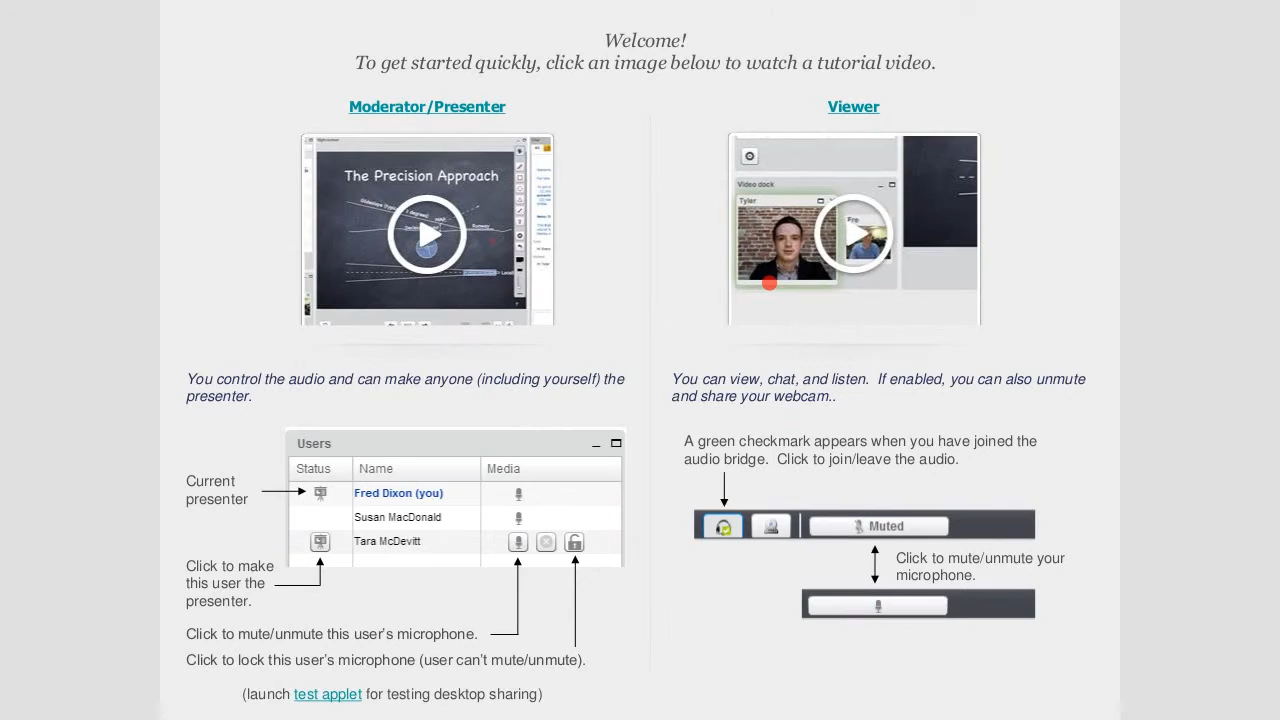 Welcome!
To get started quickly, click an image below to watch a tutorial video.
Moderator/Presenter
The Precision Approach
Runway
You control the audio and can make anyone (including yourself) the
presenter.
Users
Status Name Media
Current
presenter
Fred Dixon (you)
Susan MacDonald
Tara McDevitt
Click to make
this user the
presenter.
Click to mute/unmute this user's microphone.
Click to lock this user's microphone (user can't mute/unmute).
(launch test applet for testing desktop sharing)
Viewer
Video dock
Tyler
Fre
You can view, chat, and listen. If enabled, you can also unmute
and share your webcam..
A green checkmark appears when you have joined the
audio bridge. Click to join/leave the audio.
Muted
Click to mute/unmute your
microphone.